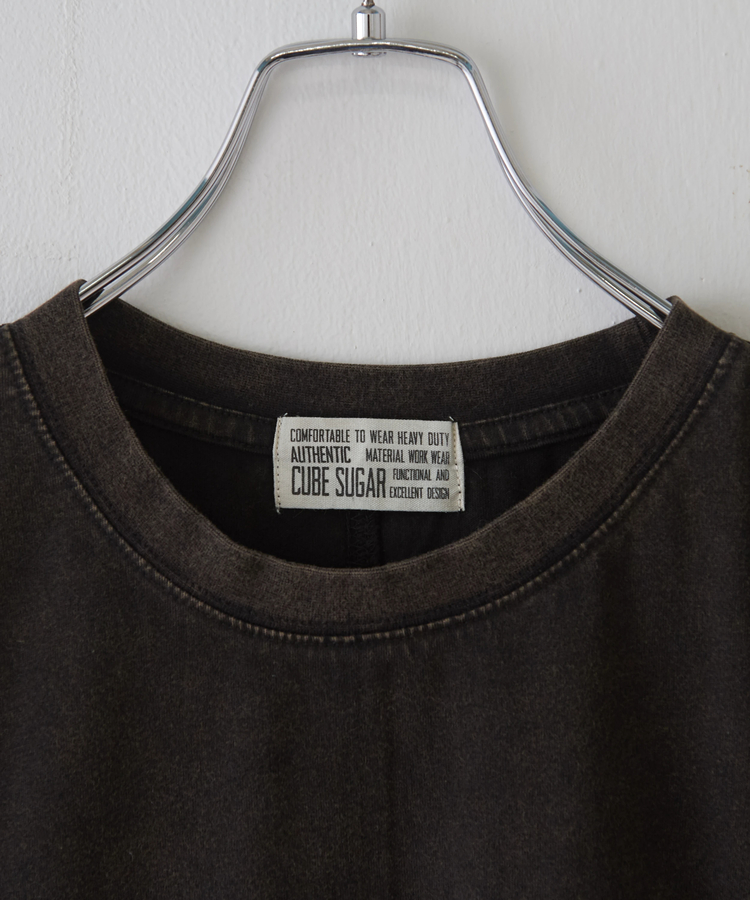 COMFORTABLE TO WEAR HEAVY DUTY
AUTHENTIC MATERIAL WORK WEAR
CUBE SUGAR FUNCTIONAL AND
EXCELLENT DESIGN